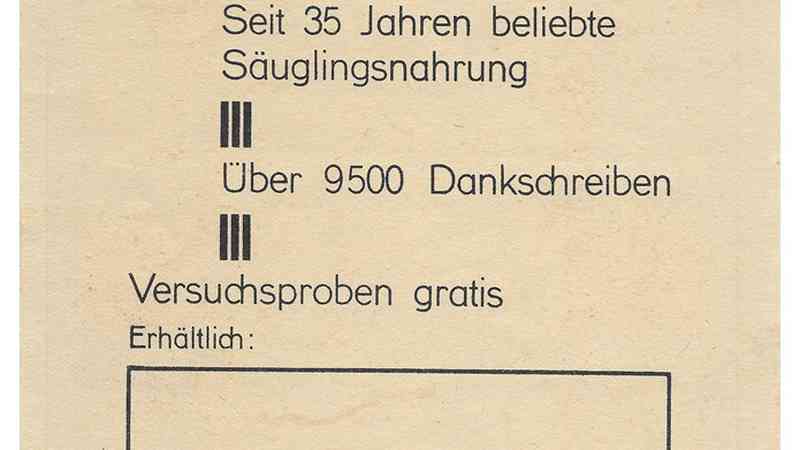 Seit 35 Jahren beliebte
Säuglingsnahrung
Über 9500 Dankschreiben
Versuchsproben gratis
Erhältlich: